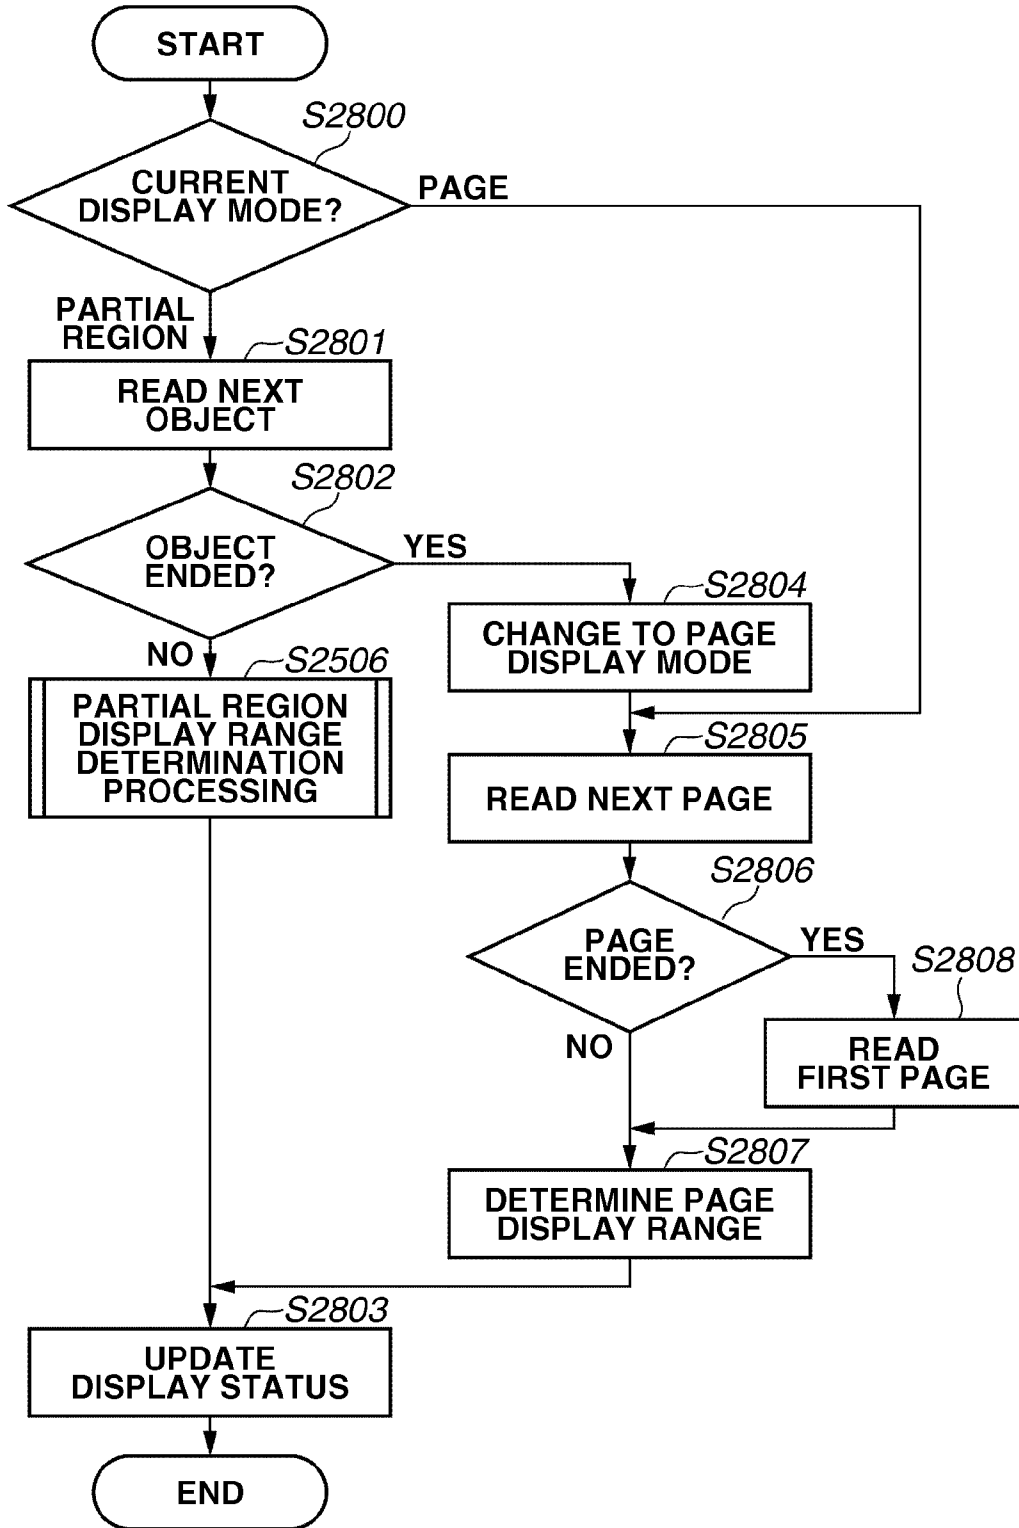 START
S2800
CURRENT
DISPLAY MODE?
PAGE
PARTIAL
REGION
S2801
READ NEXT
OBJECT
S2802
OBJECT
ENDED?
YES
S2804
CHANGE TO PAGE
DISPLAY MODE
NO
S2506
PARTIAL REGION
DISPLAY RANGE
DETERMINATION
PROCESSING
S2805
READ NEXT PAGE
S2806
PAGE
ENDED?
YES
S2808
READ
FIRST PAGE
NO
S2807
DETERMINE PAGE
DISPLAY RANGE
S2803
UPDATE
DISPLAY STATUS
END